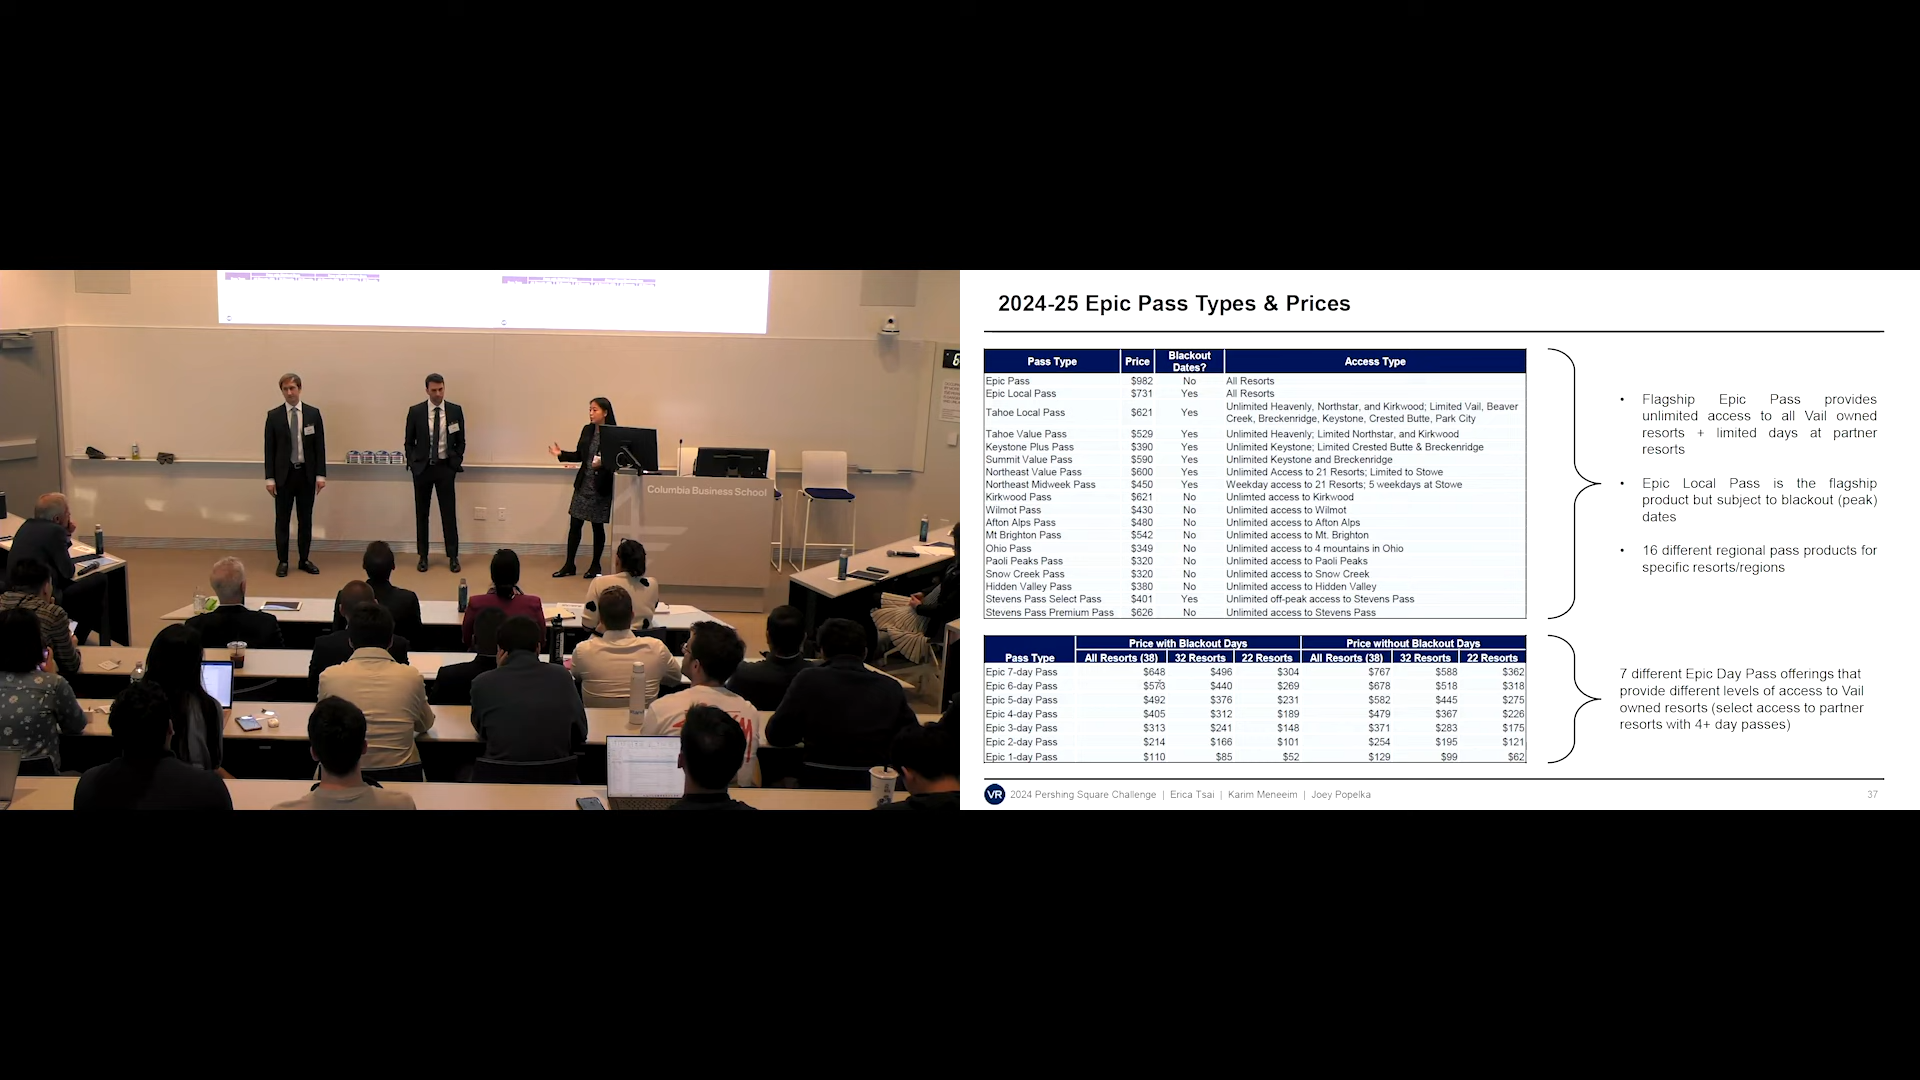 Columbia Business School
2024-25 Epic Pass Types & Prices
Pass Type Price Blackout Dates? Access Type
Epic Pass $982 No All Resorts
Epic Local Pass $731 Yes All Resorts
Tahoe Local Pass $621 Yes Unlimited Heavenly, Northstar, and Kirkwood; Limited Vail, Beaver
Creek, Breckenridge, Keystone, Crested Butte, Park City
Tahoe Value Pass $529 Yes Unlimited Heavenly; Limited Northstar, and Kirkwood
Keystone Plus Pass $390 Yes Unlimited Keystone; Limited Crested Butte & Breckenridge
Summit Value Pass $590 Yes Unlimited Keystone and Breckenridge
Northeast Value Pass $600 Yes Unlimited Access to 21 Resorts; Limited to Stowe
Northeast Midweek Pass $450 Yes Weekday access to 21 Resorts; 5 weekdays at Stowe
Kirkwood Pass $621 No Unlimted access to Kirkwood
Wilmot Pass $430 No Unlimited access to Wilmot
Afton Alps Pass $480 No Unlimited access to Afton Alps
Mt Brighton Pass $542 No Unlimited access to Mt. Brighton
Ohio Pass $349 No Unlimited access to 4 mountains in Ohio
Paoli Peaks Pass $320 No Unlimited access to Paoli Peaks
Snow Creek Pass $320 No Unlimited access to Snow Creek
Hidden Valley Pass $380 No Unlimited access to Hidden Valley
Stevens Pass Select Pass $401 Yes Unlimited off-peak access to Stevens Pass
Stevens Pass Premium Pass $626 No Unlimited access to Stevens Pass
• Flagship Epic Pass provides
unlimited access to all Vail owned
resorts + limited days at partner
resorts
• Epic Local Pass is the flagship
product but subject to blackout (peak)
dates
• 16 different regional pass products for
specific resorts/regions
Price with Blackout Days Price without Blackout Days
Pass Type All Resorts (38) 32 Resorts 22 Resorts All Resorts (38) 32 Resorts 22 Resorts
Epic 7-day Pass $648 $496 $304 $767 $588 $362
Epic 6-day Pass $573 $440 $269 $678 $518 $318
Epic 5-day Pass $492 $376 $231 $582 $445 $275
Epic 4-day Pass $405 $312 $189 $479 $367 $226
Epic 3-day Pass $313 $241 $148 $371 $283 $175
Epic 2-day Pass $214 $166 $101 $254 $195 $121
Epic 1-day Pass $110 $85 $52 $129 $99 $62
7 different Epic Day Pass offerings that
provide different levels of access to Vail
owned resorts (select access to partner
resorts with 4+ day passes)
VR 2024 Pershing Square Challenge | Erica Tsai | Karim Meneeim | Joey Popelka 37